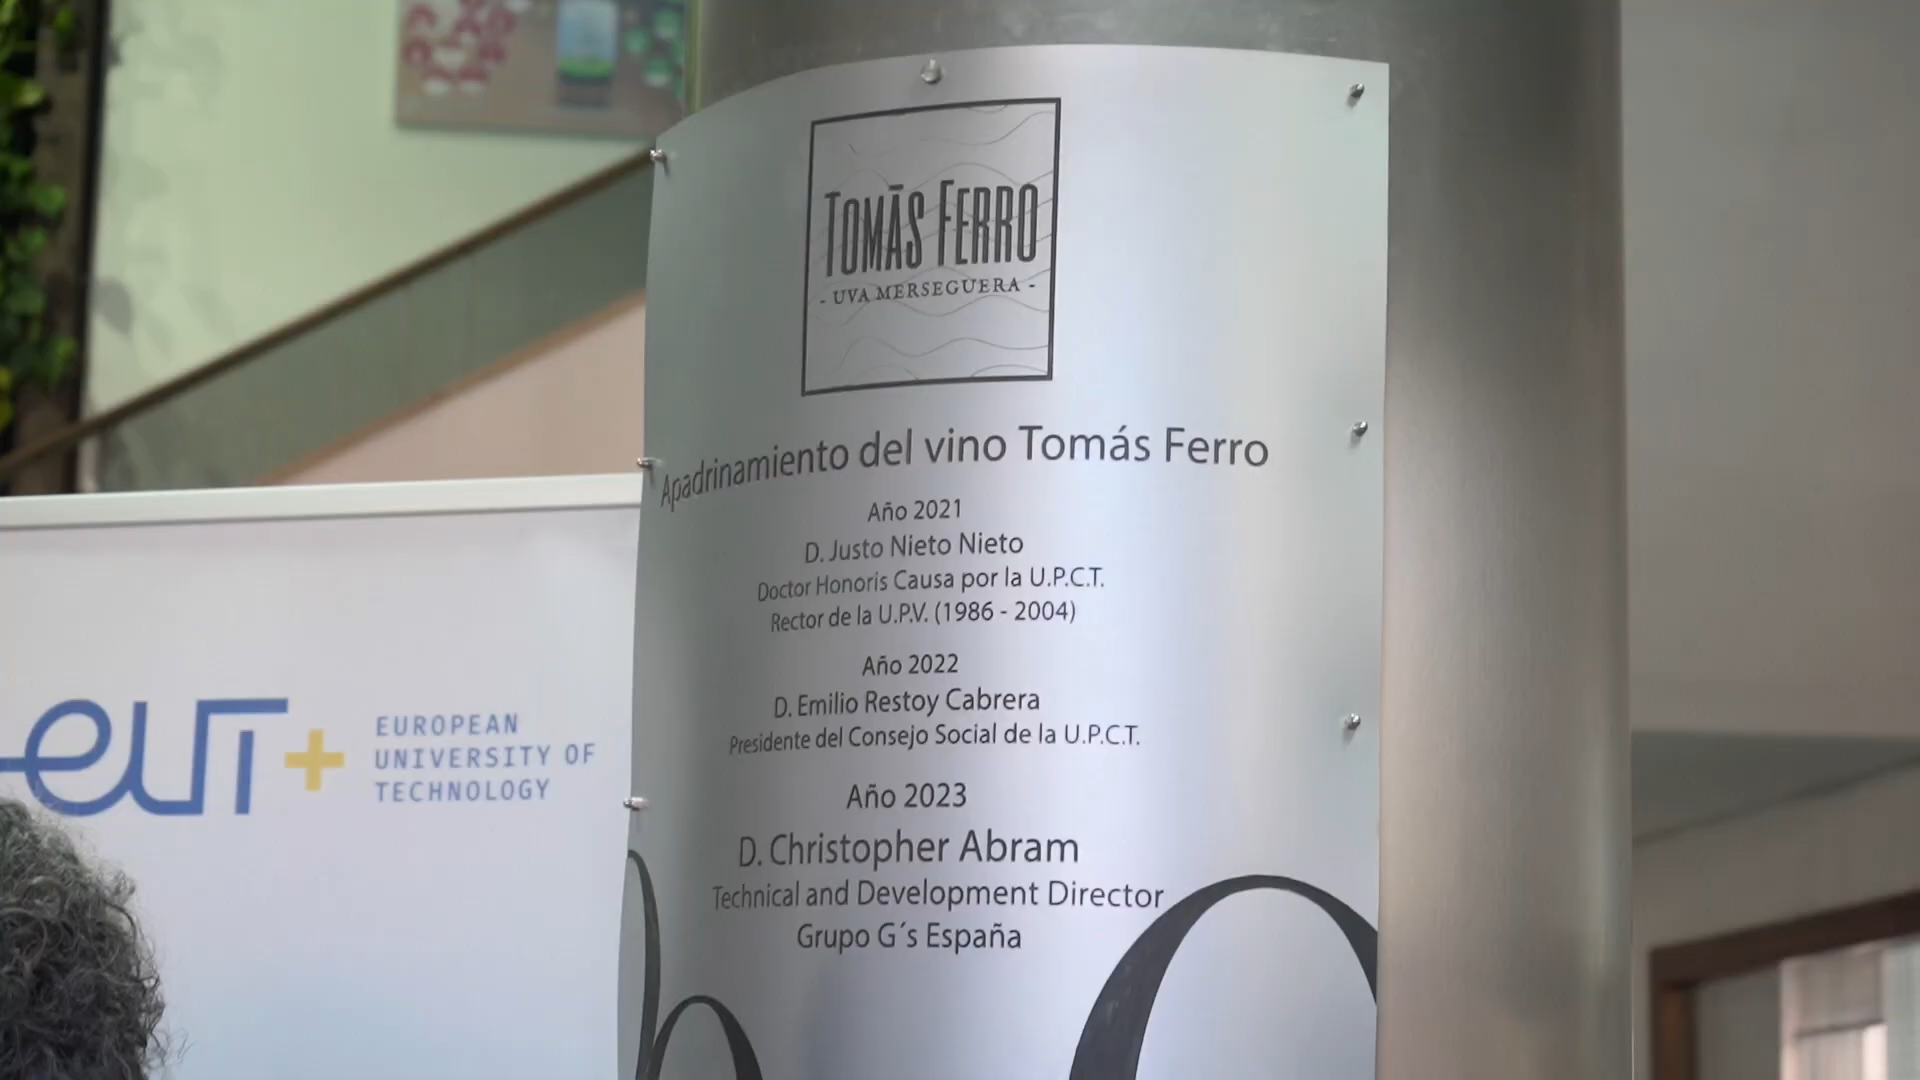 TOMĀS FERRO
- UVA MERSEGUERA -
Apadrinamiento del vino Tomás Ferro
Año 2021
D. Justo Nieto Nieto
Doctor Honoris Causa por la U.P.C.T.
Rector de la U.P.V. (1986 - 2004)
Año 2022
D. Emilio Restoy Cabrera
Presidente del Consejo Social de la U.P.C.T.
Año 2023
D. Christopher Abram
Technical and Development Director
Grupo G´s España
eut+
EUROPEAN
UNIVERSITY OF
TECHNOLOGY